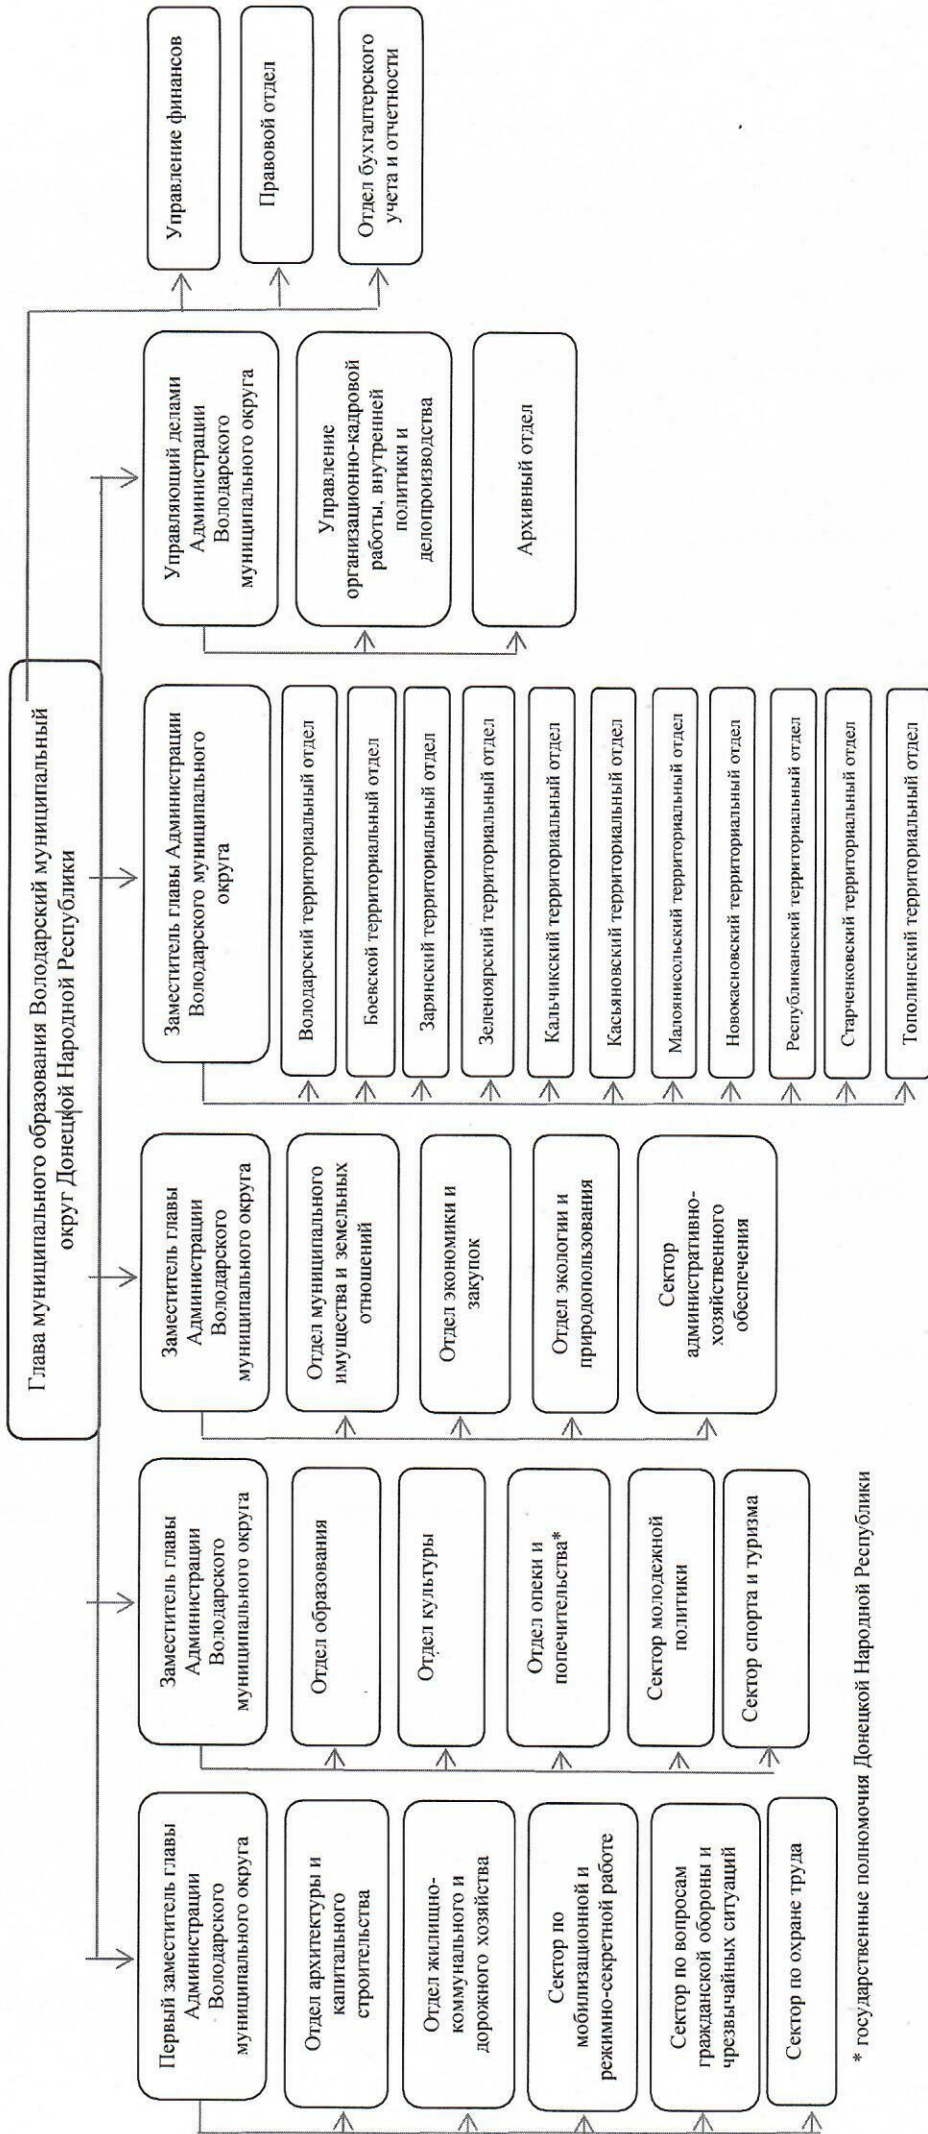 Глава муниципального образования Володарский муниципальный
округ Донецкой Народной Республики
Первый заместитель главы
Администрации
Володарского
муниципального округа
Отдел архитектуры и
капитального
строительства
Отдел жилищно-
коммунального и
дорожного хозяйства
Сектор по
мобилизационной и
режимно-секретной работе
Сектор по вопросам
гражданской обороны и
чрезвычайных ситуаций
Сектор по охране труда
Заместитель главы
Администрации
Володарского
муниципального округа
Отдел образования
Отдел культуры
Отдел опеки и
попечительства*
Сектор молодежной
политики
Сектор спорта и туризма
Заместитель главы
Администрации
Володарского
муниципального округа
Отдел муниципального
имущества и земельных
отношений
Отдел экономики и
закупок
Отдел экологии и
природопользования
Сектор
административно-
хозяйственного
обеспечения
Заместитель главы Администрации
Володарского муниципального
округа
Володарский территориальный отдел
Боевской территориальный отдел
Зарянский территориальный отдел
Зеленоярский территориальный отдел
Кальчикский территориальный отдел
Касьяновский территориальный отдел
Малоянисольский территориальный отдел
Новокасновский территориальный отдел
Республиканский территориальный отдел
Старченковский территориальный отдел
Тополинский территориальный отдел
Управляющий делами
Администрации
Володарского
муниципального округа
Управление
организационно-кадровой
работы, внутренней
политики и
делопроизводства
Архивный отдел
Управление финансов
Правовой отдел
Отдел бухгалтерского
учета и отчетности
* государственные полномочия Донецкой Народной Республики